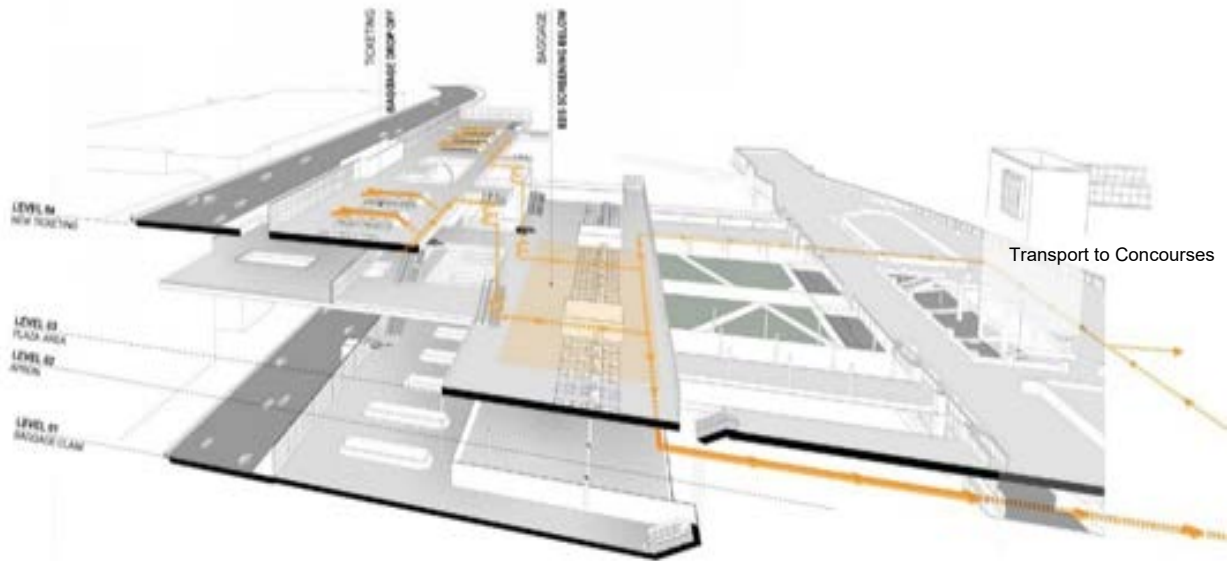 TICKETING
BAGGAGE DROP OFF
BAGGAGE
EDS SCREENING BELOW
LEVEL 04
NEW TICKETING
Transport to Concourses
LEVEL 03
PLAZA AREA
LEVEL 02
APRON
LEVEL 01
BAGGAGE CLAIM